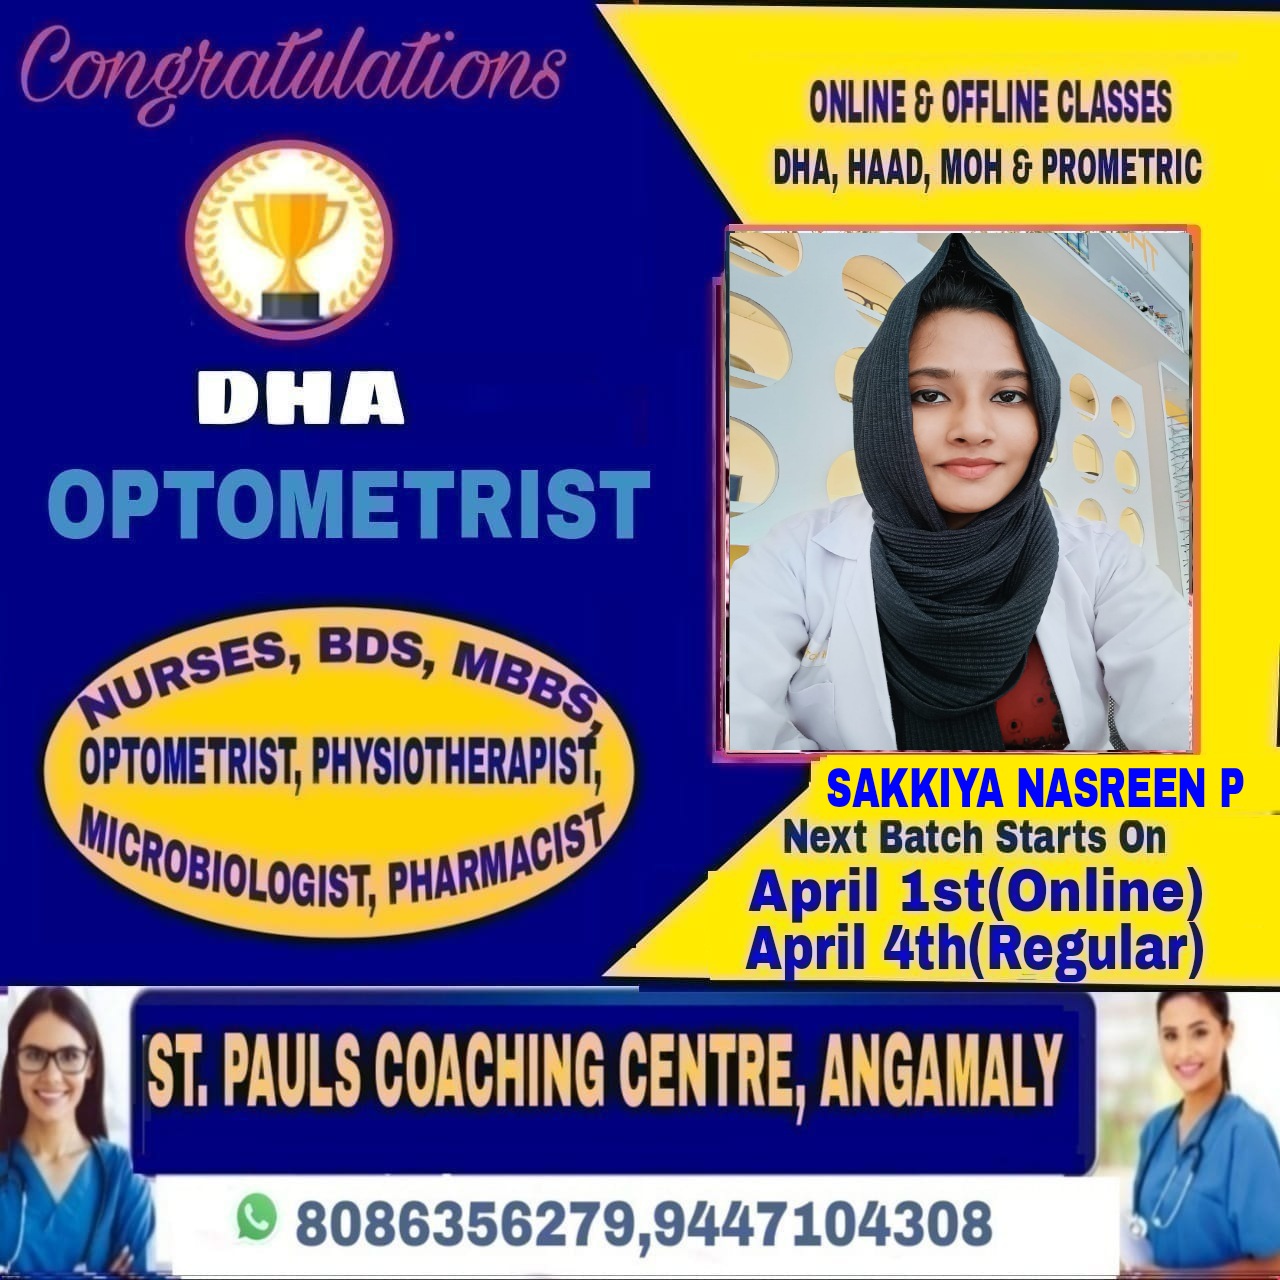 Congratulations
DHA
OPTOMETRIST
NURSES, BDS, MBBS,
OPTOMETRIST, PHYSIOTHERAPIST,
MICROBIOLOGIST, PHARMACIST
ONLINE & OFFLINE CLASSES
DHA, HAAD, MOH & PROMETRIC
SAKKIYA NASREEN P
Next Batch Starts On
April 1st(Online)
April 4th(Regular)
ST. PAULS COACHING CENTRE, ANGAMALY
8086356279,9447104308